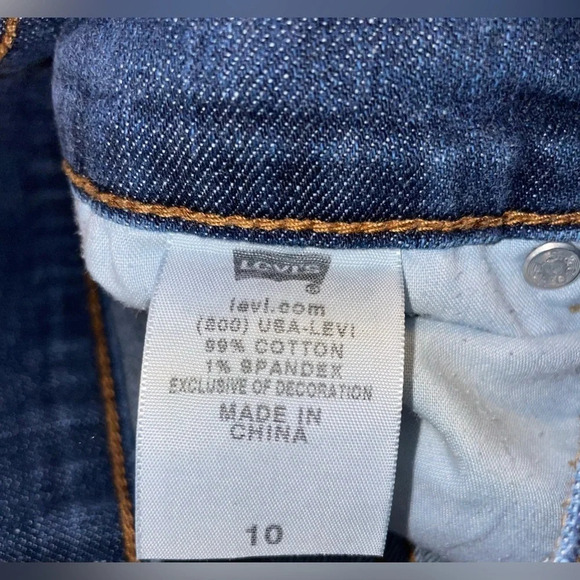 LEVI'S
®
levi.com
(800) USA-LEVI
99% COTTON
1% SPANDEX
EXCLUSIVE OF DECORATION
MADE IN
CHINA
10